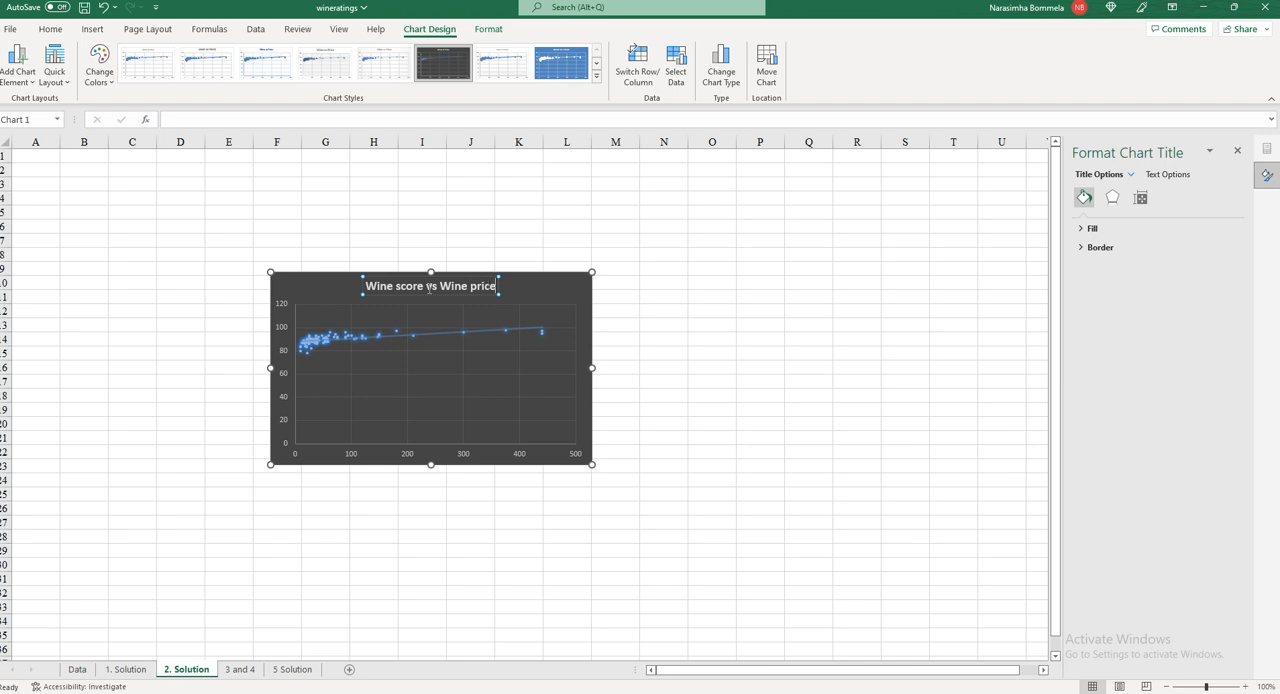 AutoSave Off
wineratings
Search (Alt+Q)
Narasimha Bommela NB
File Home Insert Page Layout Formulas Data Review View Help Chart Design Format
Comments Share
Add Chart Element
Quick Layout
Change Colors
Switch Row/ Column
Select Data
Change Chart Type
Move Chart
Chart Layouts Chart Styles Data Type Location
Chart 1
A B C D E F G H I J K L M N O P Q R S T U
Format Chart Title
Title Options Text Options
Fill
Border
Wine score vs Wine price
120
100
80
60
40
20
0
0 100 200 300 400 500
Activate Windows
Go to Settings to activate Windows.
Data 1. Solution 2. Solution 3 and 4 5 Solution
Accessibility: Investigate
100%